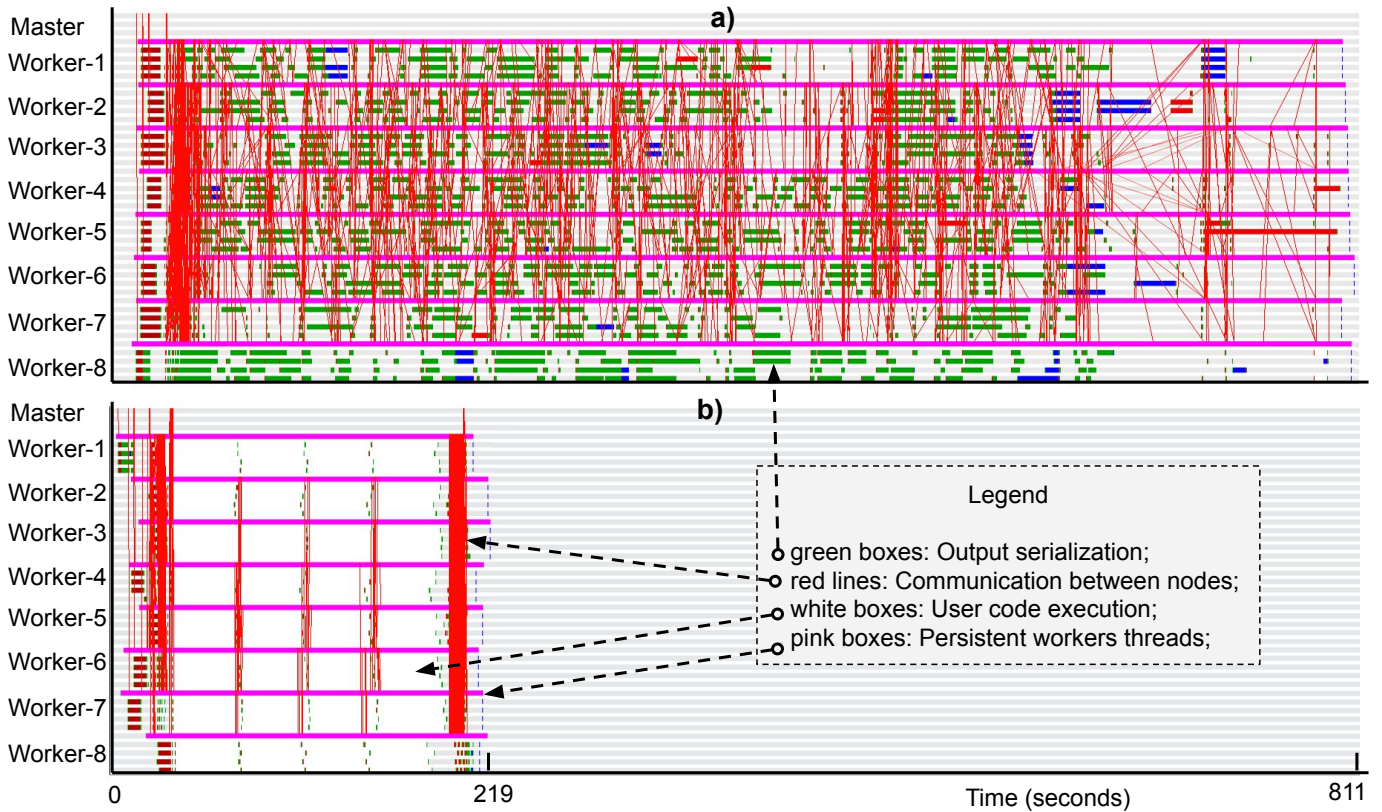 a)
Master
Worker-1
Worker-2
Worker-3
Worker-4
Worker-5
Worker-6
Worker-7
Worker-8
b)
Master
Worker-1
Worker-2
Worker-3
Worker-4
Worker-5
Worker-6
Worker-7
Worker-8
Legend
green boxes: Output serialization;
red lines: Communication between nodes;
white boxes: User code execution;
pink boxes: Persistent workers threads;
0 219 Time (seconds) 811